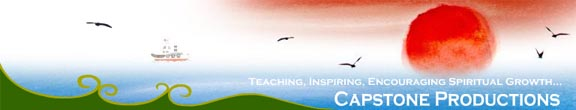 Teaching, Inspiring, Encouraging Spiritual Growth...
Capstone Productions